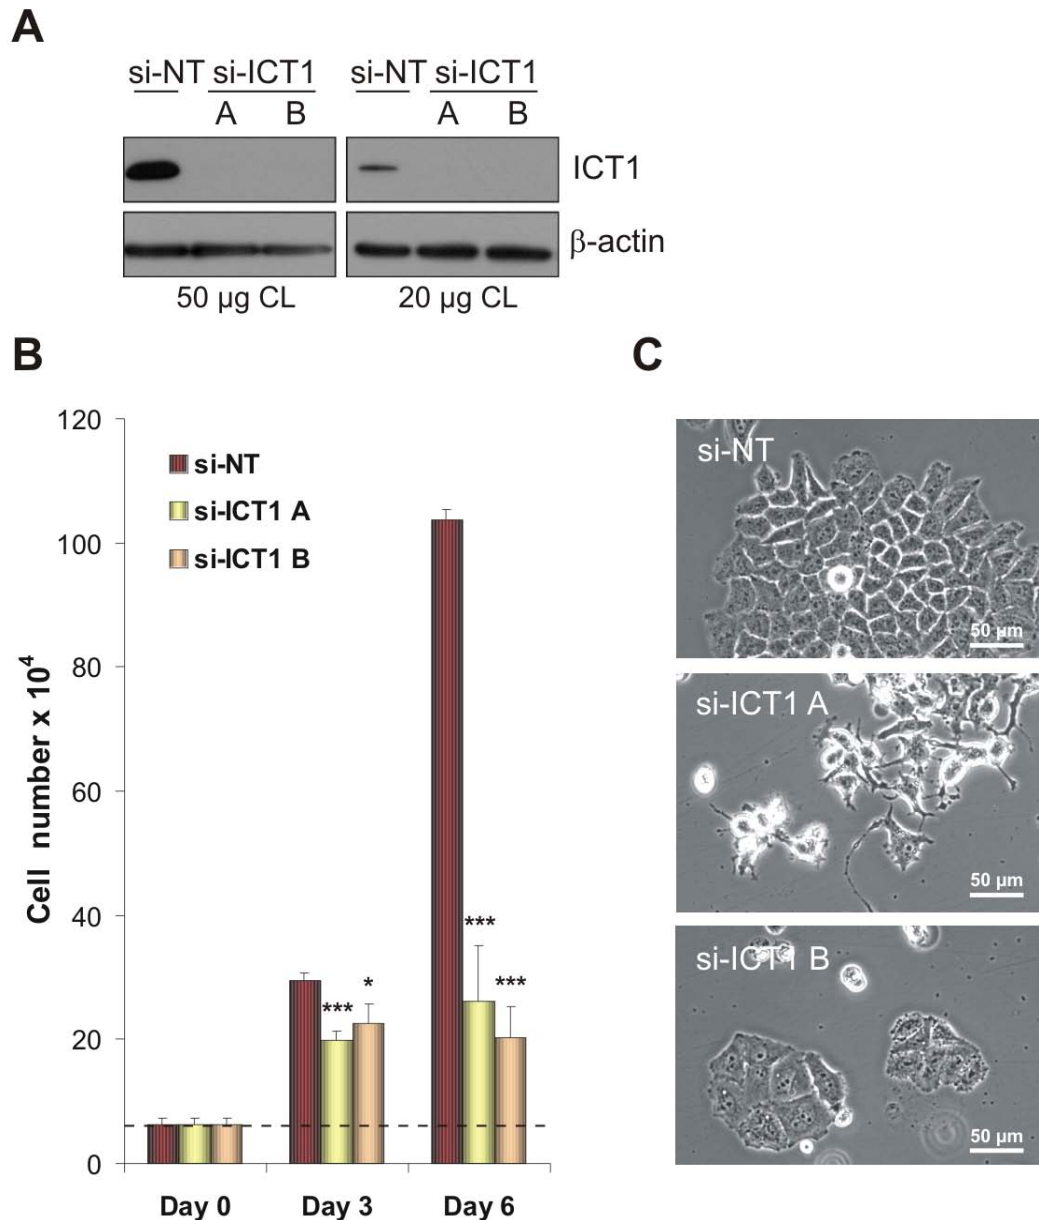 A
si-NT si-ICT1 si-NT si-ICT1
A B A B
ICT1
β-actin
50 µg CL 20 µg CL
B
120
100
80
60
40
20
0
Cell number x 10⁴
si-NT
si-ICT1 A
si-ICT1 B
*** *
*** ***
Day 0 Day 3 Day 6
C
si-NT
50 µm
si-ICT1 A
50 µm
si-ICT1 B
50 µm